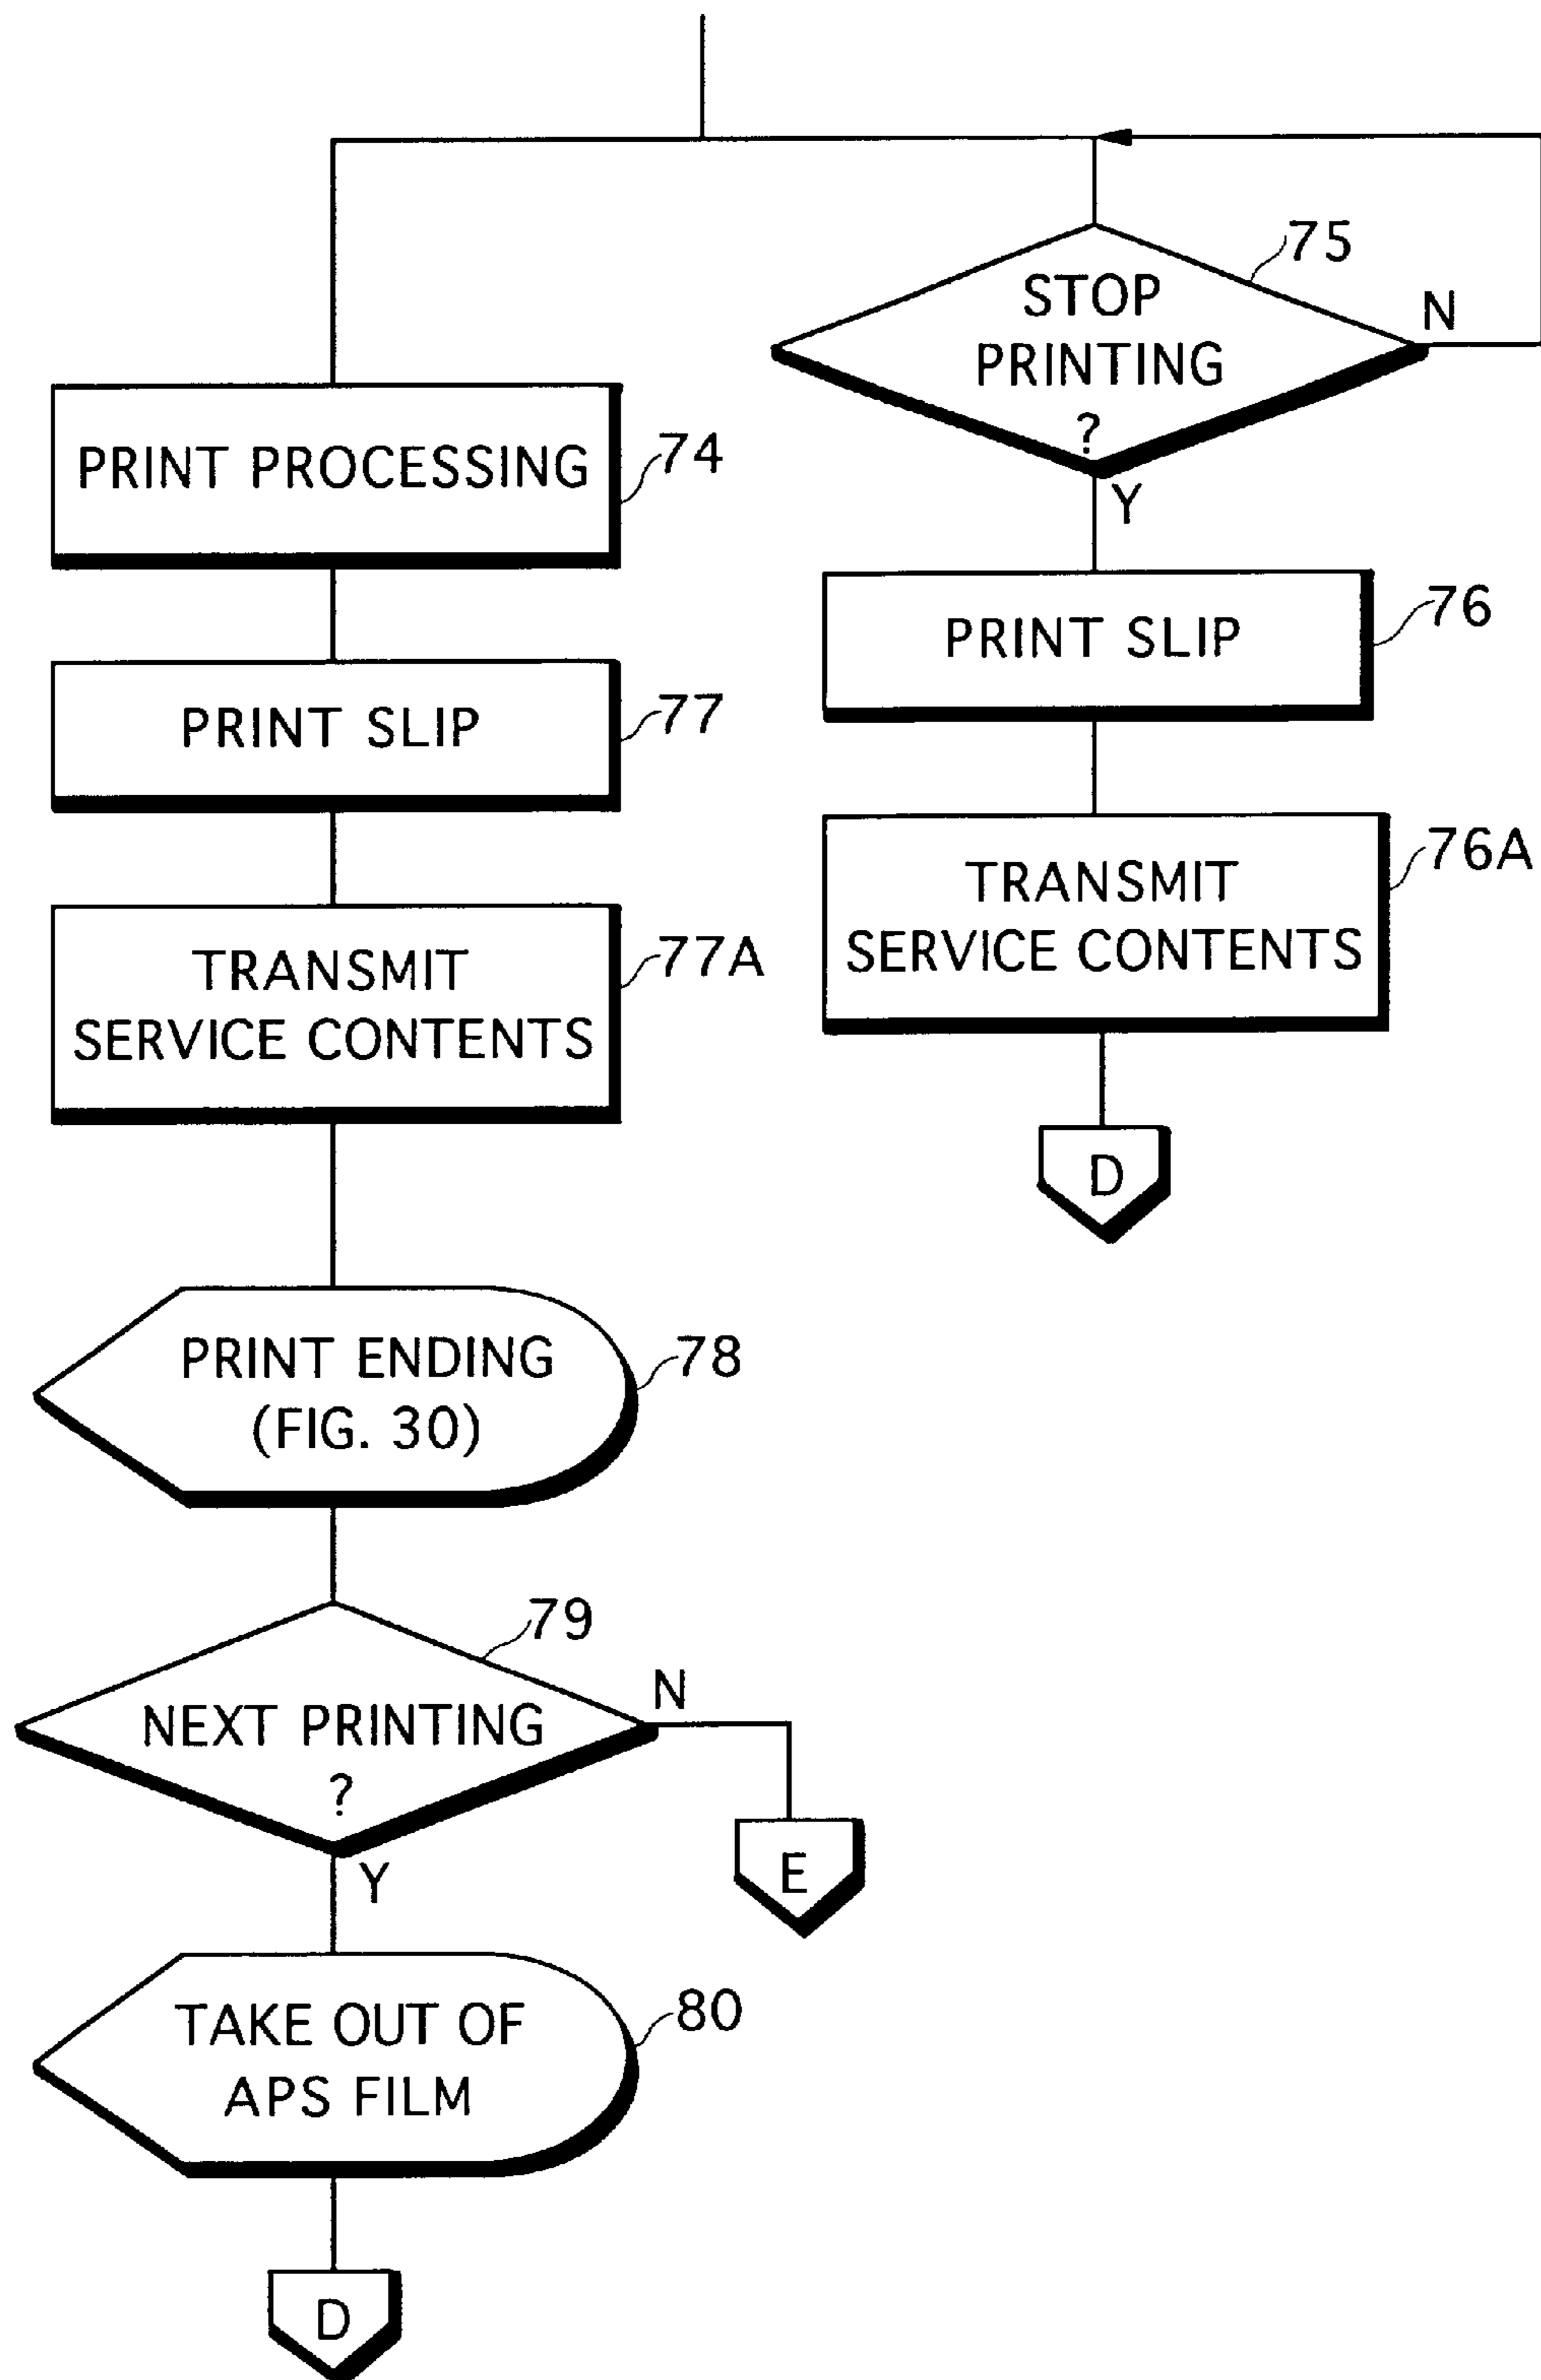 75
STOP
PRINTING
?
N
Y
PRINT PROCESSING
74
PRINT SLIP
76
PRINT SLIP
77
TRANSMIT
SERVICE CONTENTS
76A
TRANSMIT
SERVICE CONTENTS
77A
D
PRINT ENDING
(FIG. 30)
78
79
NEXT PRINTING
?
N
Y
E
TAKE OUT OF
APS FILM
80
D